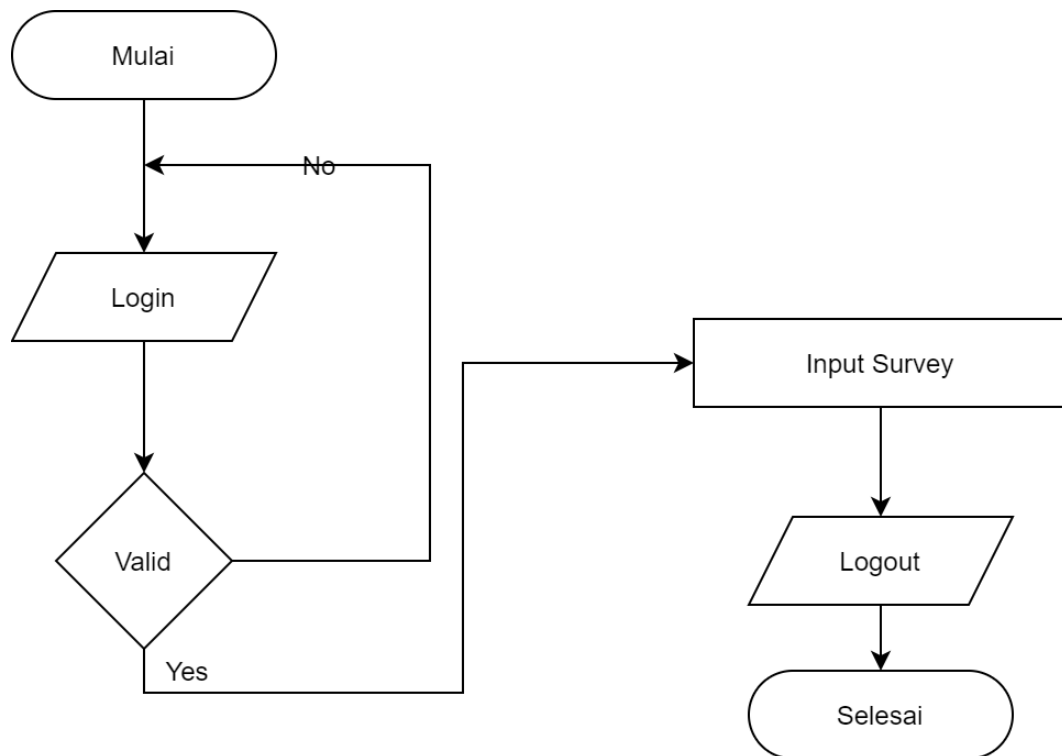 Mulai
No
Login
Valid
Yes
Input Survey
Logout
Selesai